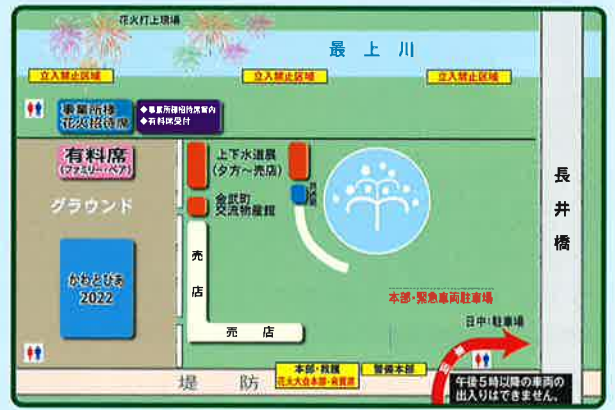 花火打上現場
最上川
立入禁止区域
立入禁止区域
立入禁止区域
事業所様
花火招待席
◆事業所様招待席案内
◆有料席受付
有料席
(ファミリー・ペア)
上下水道展
(夕方～売店)
金武町
交流物産館
グラウンド
長井橋
かわとぴあ
2022
売店
売店
本部・緊急車両駐車場
日中:駐車場
本部・救護
花火大会本部・来賓席
警備本部
午後5時以降の車両の
出入りはできません。
堤防